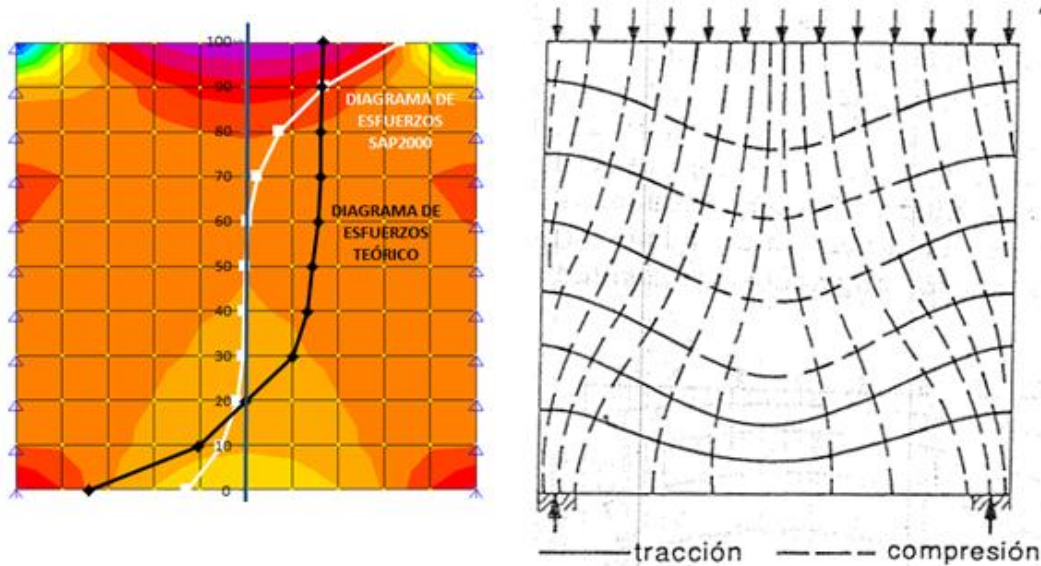 100
90
DIAGRAMA DE
ESFUERZOS
SAP2000
80
70
60
DIAGRAMA DE
ESFUERZOS
TEÓRICO
50
40
30
20
10
0
tracción
compresión